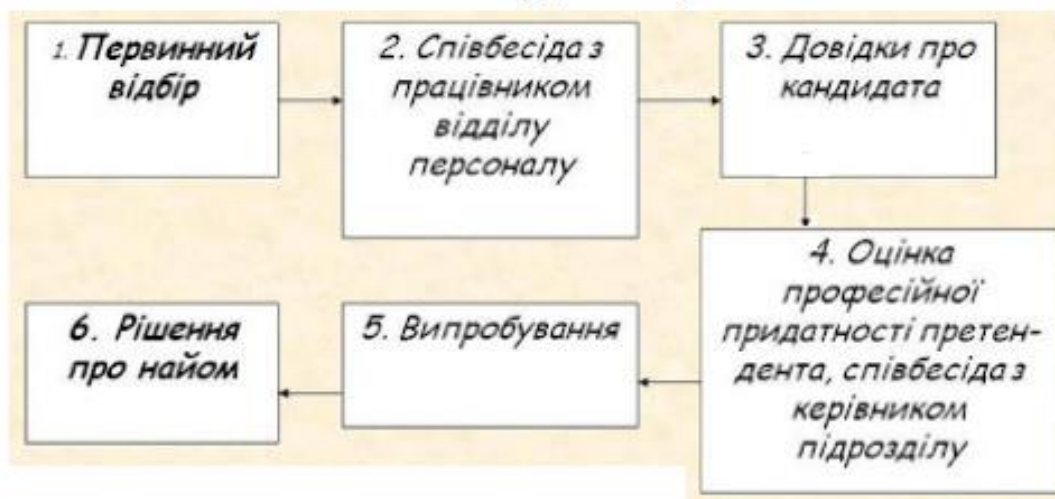 1. Первинний
відбір
2. Співбесіда з
працівником
відділу
персоналу
3. Довідки про
кандидата
4. Оцінка
професійної
придатності претен-
дента, співбесіда з
керівником
підрозділу
5. Випробування
6. Рішення
про найом